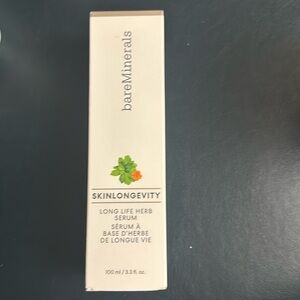 bareMinerals
SKINLONGEVITY
LONG LIFE HERB
SERUM
SÉRUM À
BASE D'HERBE
DE LONGUE VIE
100 ml / 3.3 fl. oz.